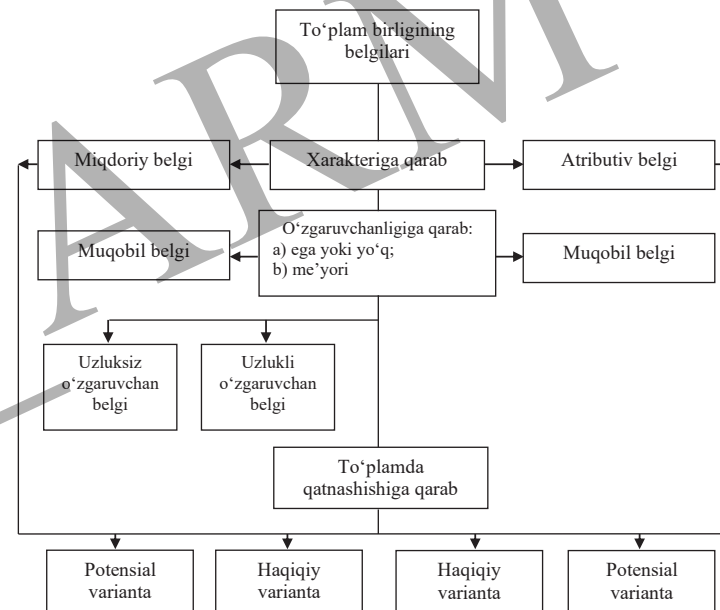 To‘plam birligining
belgilari
Miqdoriy belgi
Xarakteriga qarab
Atributiv belgi
Muqobil belgi
O‘zgaruvchanligiga qarab:
a) ega yoki yo‘q;
b) me’yori
Muqobil belgi
Uzluksiz
o‘zgaruvchan
belgi
Uzlukli
o‘zgaruvchan
belgi
To‘plamda
qatnashishiga qarab
Potensial
varianta
Haqiqiy
varianta
Haqiqiy
varianta
Potensial
varianta
ARM